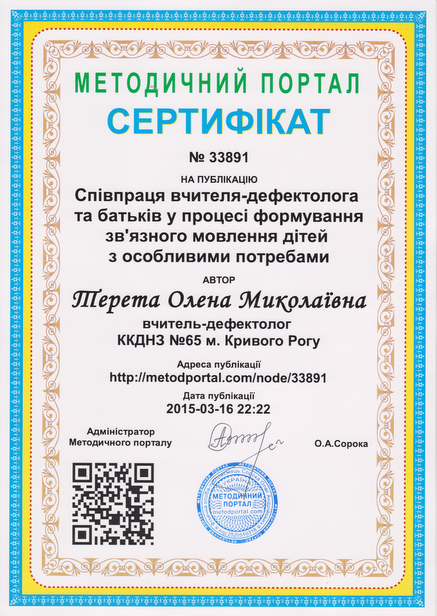 МЕТОДИЧНИЙ ПОРТАЛ
СЕРТИФІКАТ
№ 33891
НА ПУБЛІКАЦІЮ
Співпраця вчителя-дефектолога
та батьків у процесі формування
зв'язного мовлення дітей
з особливими потребами
АВТОР
Терета Олена Миколаївна
вчитель-дефектолог
ККДНЗ №65 м. Кривого Рогу
Адреса публікації
http://metodportal.com/node/33891
Дата публікації
2015-03-16 22:22
Адміністратор
Методичного порталу
О.А.Сорока
МЕТОДИЧНИЙ
ПОРТАЛ
metodportal.com